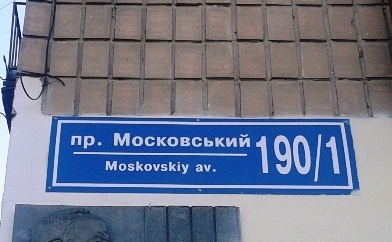 пр. Московський 190/1
Moskovskiy av.